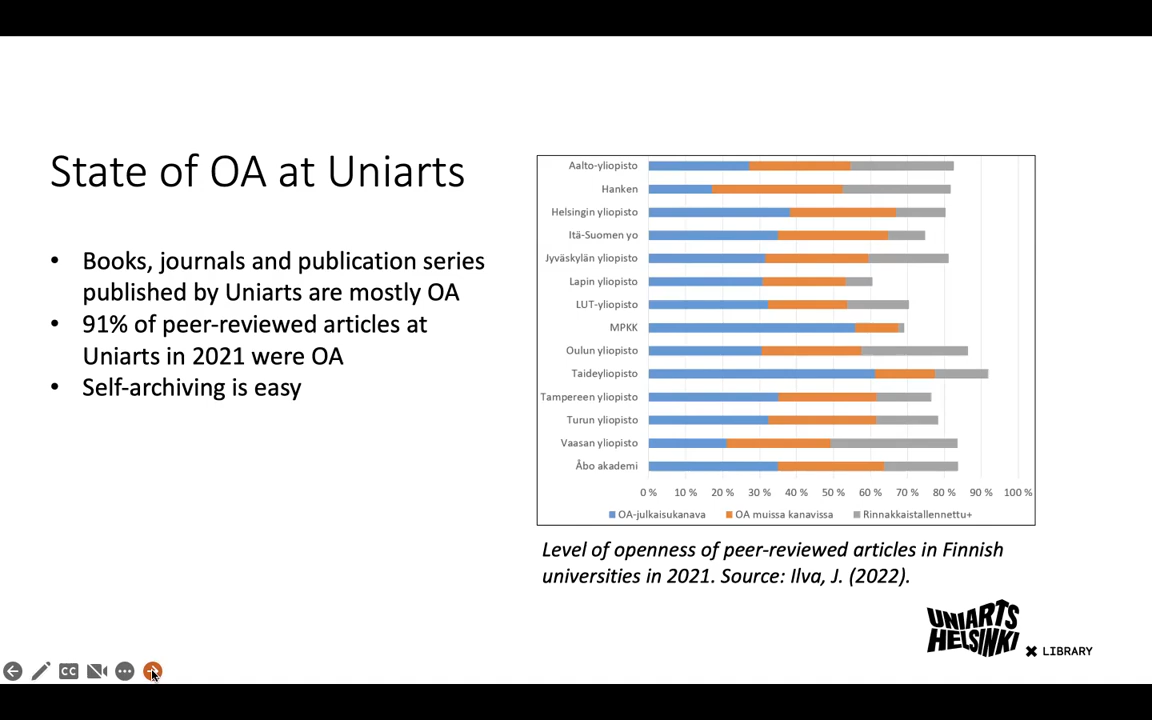 State of OA at Uniarts
• Books, journals and publication series
published by Uniarts are mostly OA
• 91% of peer-reviewed articles at
Uniarts in 2021 were OA
• Self-archiving is easy
Aalto-yliopisto
Hanken
Helsingin yliopisto
Itä-Suomen yo
Jyväskylän yliopisto
Lapin yliopisto
LUT-yliopisto
MPKK
Oulun yliopisto
Taideyliopisto
Tampereen yliopisto
Turun yliopisto
Vaasan yliopisto
Åbo akademi
0 % 10 % 20 % 30 % 40 % 50 % 60 % 70 % 80 % 90 % 100 %
OA-julkaisukanava OA muissa kanavissa Rinnakkaistallennettu+
Level of openness of peer-reviewed articles in Finnish
universities in 2021. Source: Ilva, J. (2022).
UNIARTS
HELSINKI
X LIBRARY
CC